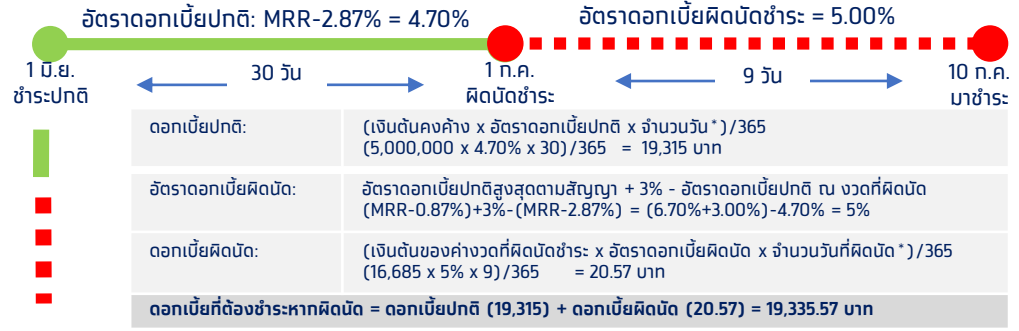 อัตราดอกเบี้ยปกติ: MRR-2.87% = 4.70%
อัตราดอกเบี้ยผิดนัดชำระ = 5.00%
1 มิ.ย.
ชำระปกติ
30 วัน
1 ก.ค.
ผิดนัดชำระ
9 วัน
10 ก.ค.
มาชำระ
ดอกเบี้ยปกติ:
(เงินต้นคงค้าง x อัตราดอกเบี้ยปกติ x จำนวนวัน*)/365
(5,000,000 x 4.70% x 30)/365 = 19,315 บาท
อัตราดอกเบี้ยผิดนัด:
อัตราดอกเบี้ยปกติสูงสุดตามสัญญา + 3% - อัตราดอกเบี้ยปกติ ณ งวดที่ผิดนัด
(MRR-0.87%)+3%-(MRR-2.87%) = (6.70%+3.00%)-4.70% = 5%
ดอกเบี้ยผิดนัด:
(เงินต้นของค่างวดที่ผิดนัดชำระ x อัตราดอกเบี้ยผิดนัด x จำนวนวันที่ผิดนัด*)/365
(16,685 x 5% x 9)/365 = 20.57 บาท
ดอกเบี้ยที่ต้องชำระหากผิดนัด = ดอกเบี้ยปกติ (19,315) + ดอกเบี้ยผิดนัด (20.57) = 19,335.57 บาท